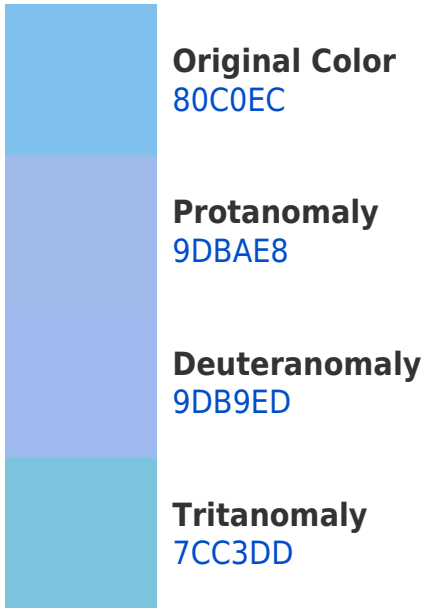 Original Color
80C0EC
Protanomaly
9DBAE8
Deuteranomaly
9DB9ED
Tritanomaly
7CC3DD